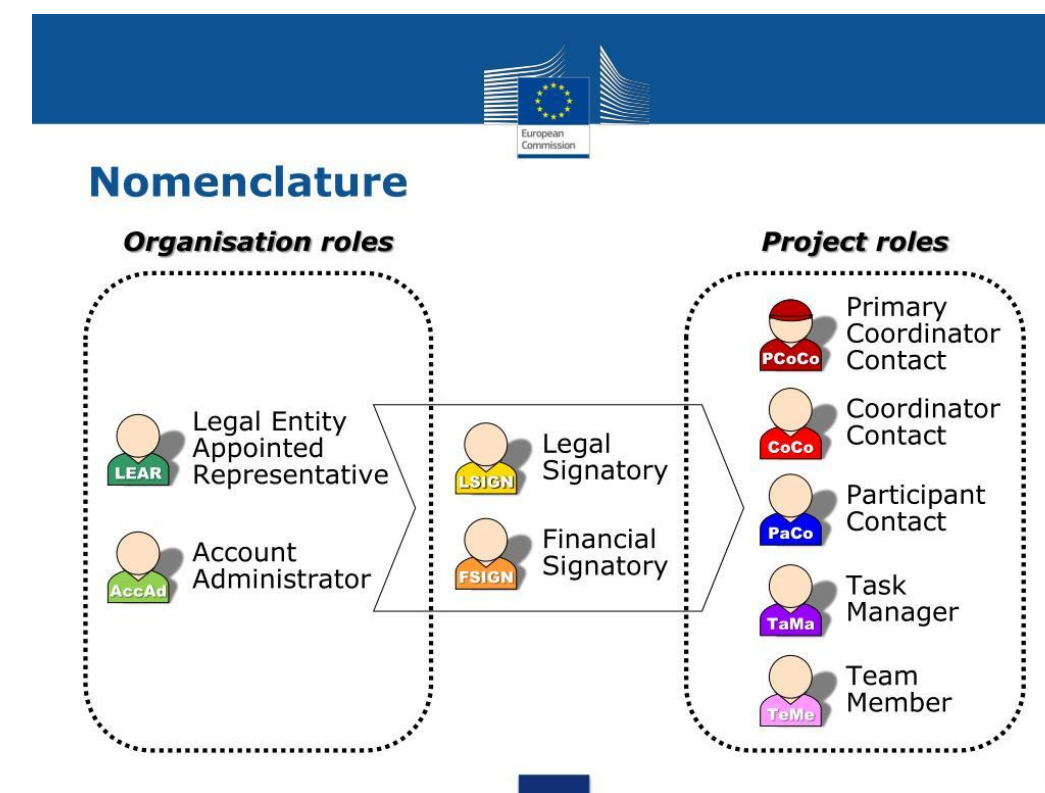 European
Commission
Nomenclature
Organisation roles
LEAR
Legal Entity
Appointed
Representative
AccAd
Account
Administrator
LSIGN
Legal
Signatory
FSIGN
Financial
Signatory
Project roles
PCoCo
Primary
Coordinator
Contact
CoCo
Coordinator
Contact
PaCo
Participant
Contact
TaMa
Task
Manager
TeMe
Team
Member